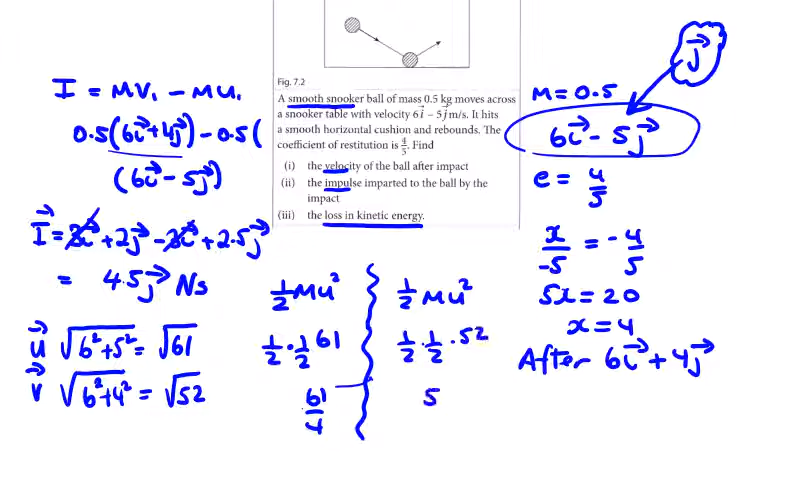 Fig. 7.2
A smooth snooker ball of mass 0.5 kg moves across
a snooker table with velocity 6i⃗ − 5j⃗ m/s. It hits
a smooth horizontal cushion and rebounds. The
coefficient of restitution is 4/5. Find
(i) the velocity of the ball after impact
(ii) the impulse imparted to the ball by the
impact
(iii) the loss in kinetic energy.
I = MV₁ − MU₁
0.5(6i⃗+4j⃗) − 0.5(
(6i⃗ − 5j⃗)
I⃗ = 3i⃗ + 2j⃗ − 3i⃗ + 2.5j⃗
= 4.5j⃗ Ns
u⃗ √(6²+5²) = √61
v⃗ √(6²+4²) = √52
½MU²
½·½ 61
61/4
½MU²
½·½·52
5
j⃗
M = 0.5
6i⃗ − 5j⃗
e = 4/5
x/−5 = −4/5
5x = 20
x = 4
After 6i⃗ + 4j⃗